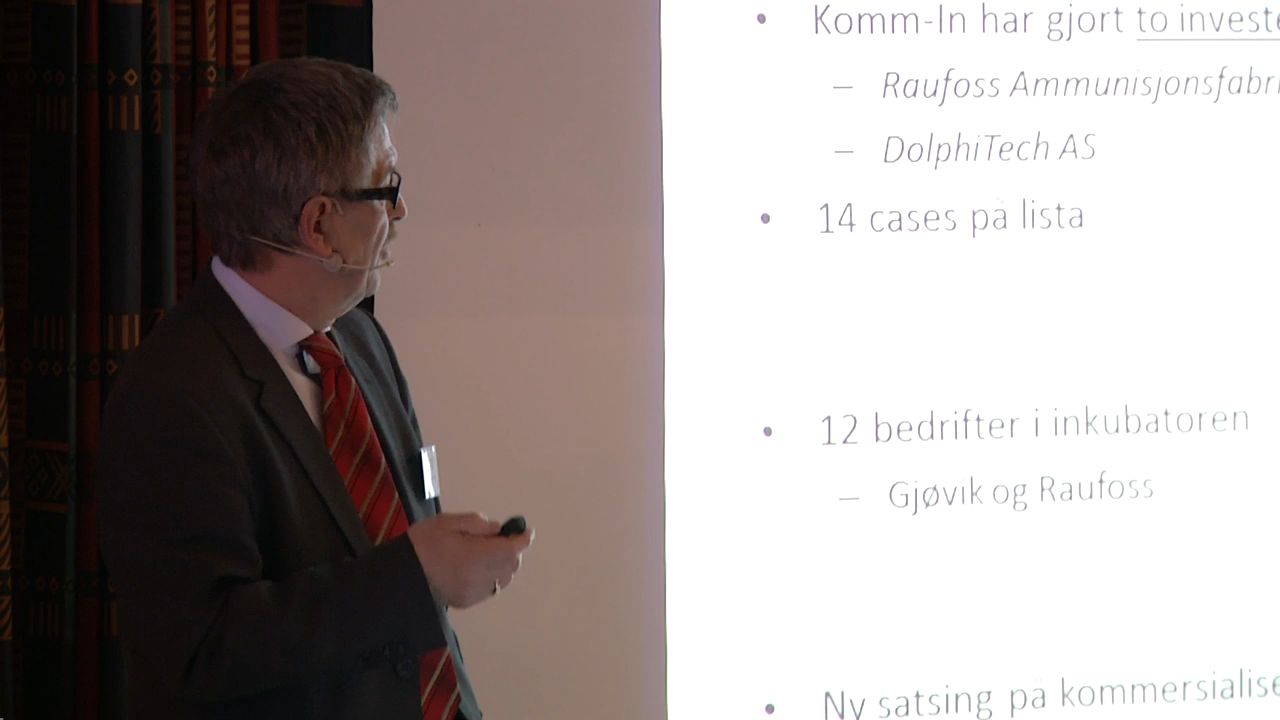 • Komm-In har gjort to investe
– Raufoss Ammunisjonsfabri
– DolphiTech AS
• 14 cases på lista
• 12 bedrifter i inkubatoren
– Gjøvik og Raufoss
• Ny satsing på kommersialise